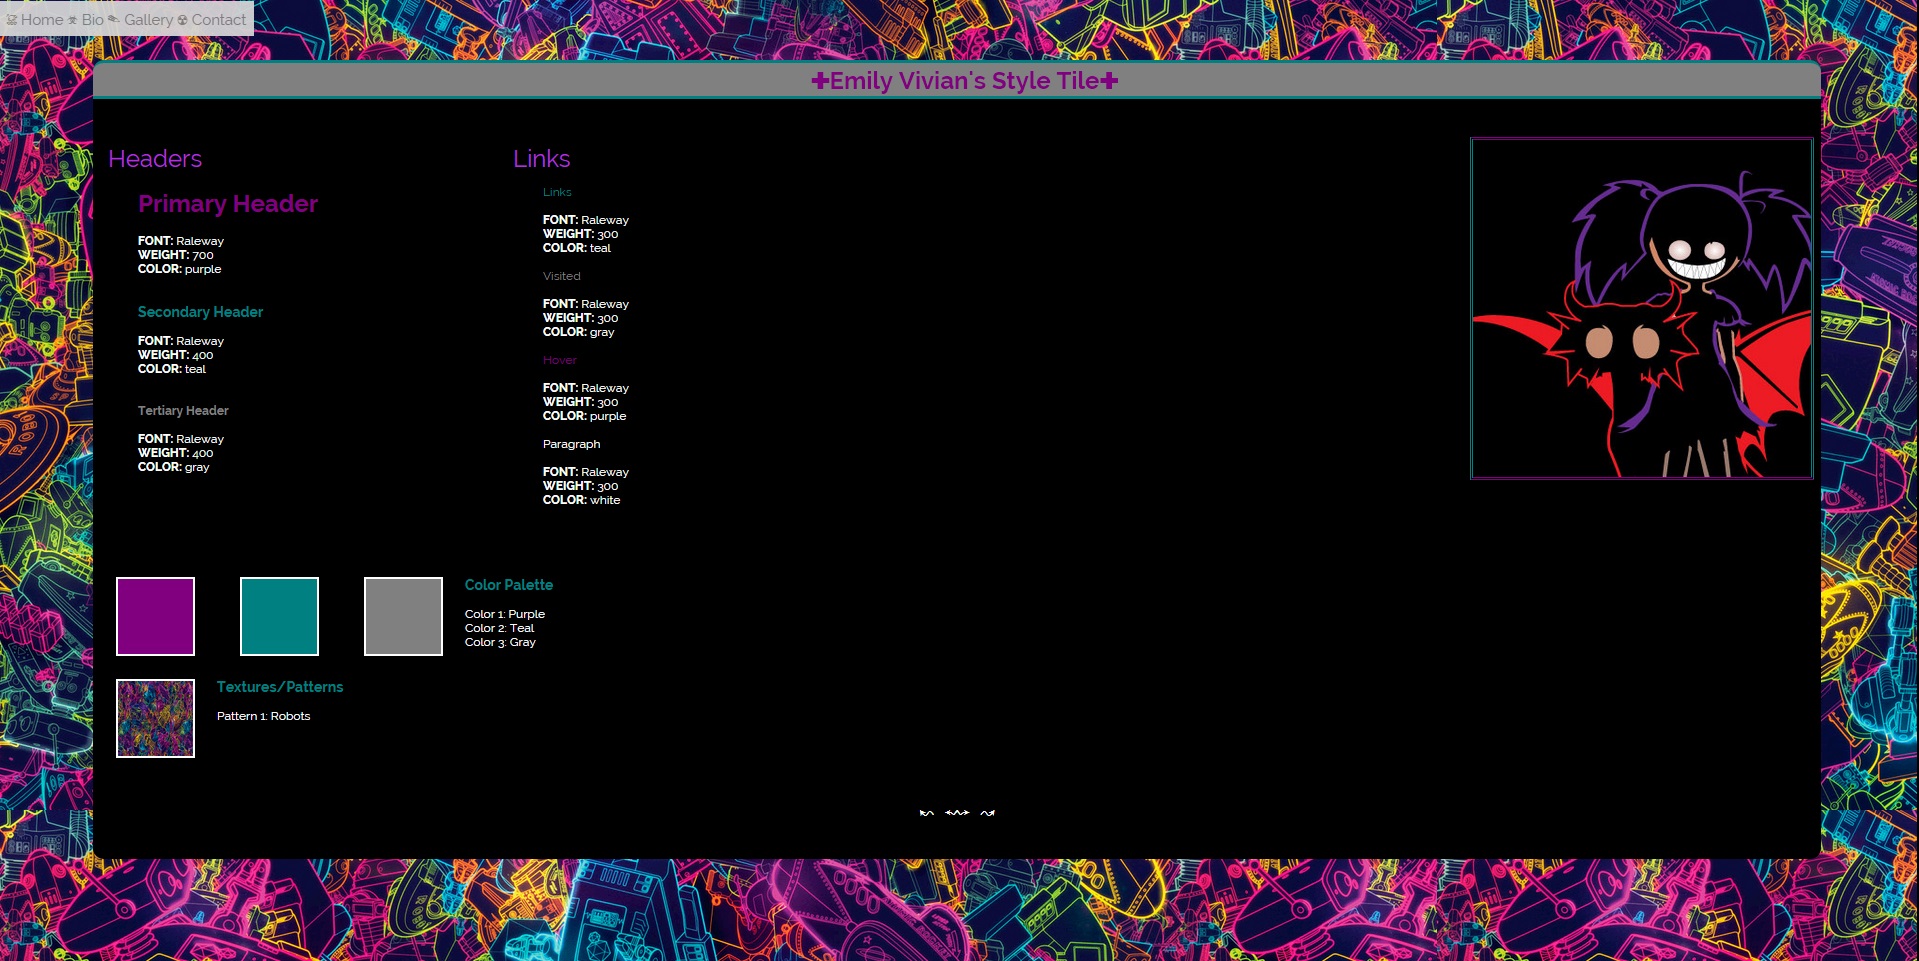 Home Bio Gallery Contact
✚Emily Vivian's Style Tile✚
Headers
Primary Header
FONT: Raleway
WEIGHT: 700
COLOR: purple
Secondary Header
FONT: Raleway
WEIGHT: 400
COLOR: teal
Tertiary Header
FONT: Raleway
WEIGHT: 400
COLOR: gray
Links
Links
FONT: Raleway
WEIGHT: 300
COLOR: teal
Visited
FONT: Raleway
WEIGHT: 300
COLOR: gray
Hover
FONT: Raleway
WEIGHT: 300
COLOR: purple
Paragraph
FONT: Raleway
WEIGHT: 300
COLOR: white
Color Palette
Color 1: Purple
Color 2: Teal
Color 3: Gray
Textures/Patterns
Pattern 1: Robots